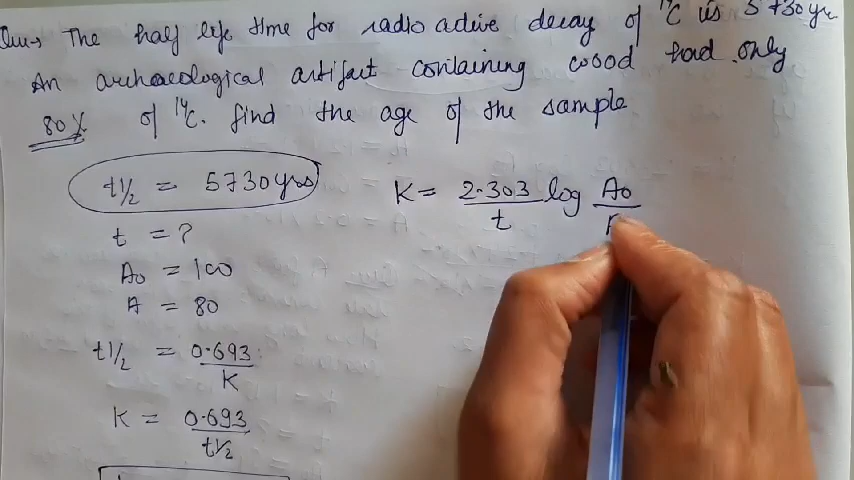 Ques → The half life time for radio active decay of ¹⁴C is 5730 yr
An archaeological artifact containing wood had only
80% of ¹⁴C. find the age of the sample
t1/2 = 5730 yrs
t = ?
A₀ = 100
A = 80
t1/2 = 0.693/K
K = 0.693/t1/2
K = 2.303/t log A₀/